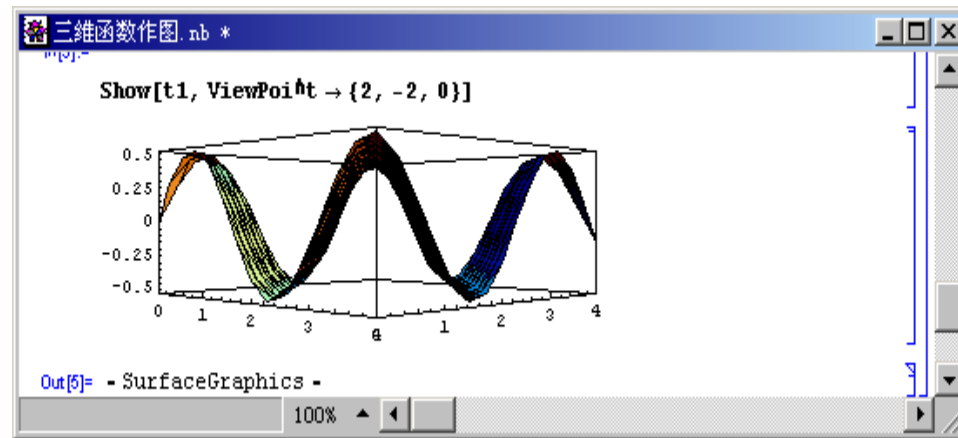 三維函数作图.nb *
Show[t1, ViewPoint → {2, -2, 0}]
0.5
0.25
0
-0.25
-0.5
0 1 2 3 4 1 2 3 4
Out[5]= - SurfaceGraphics -
100%